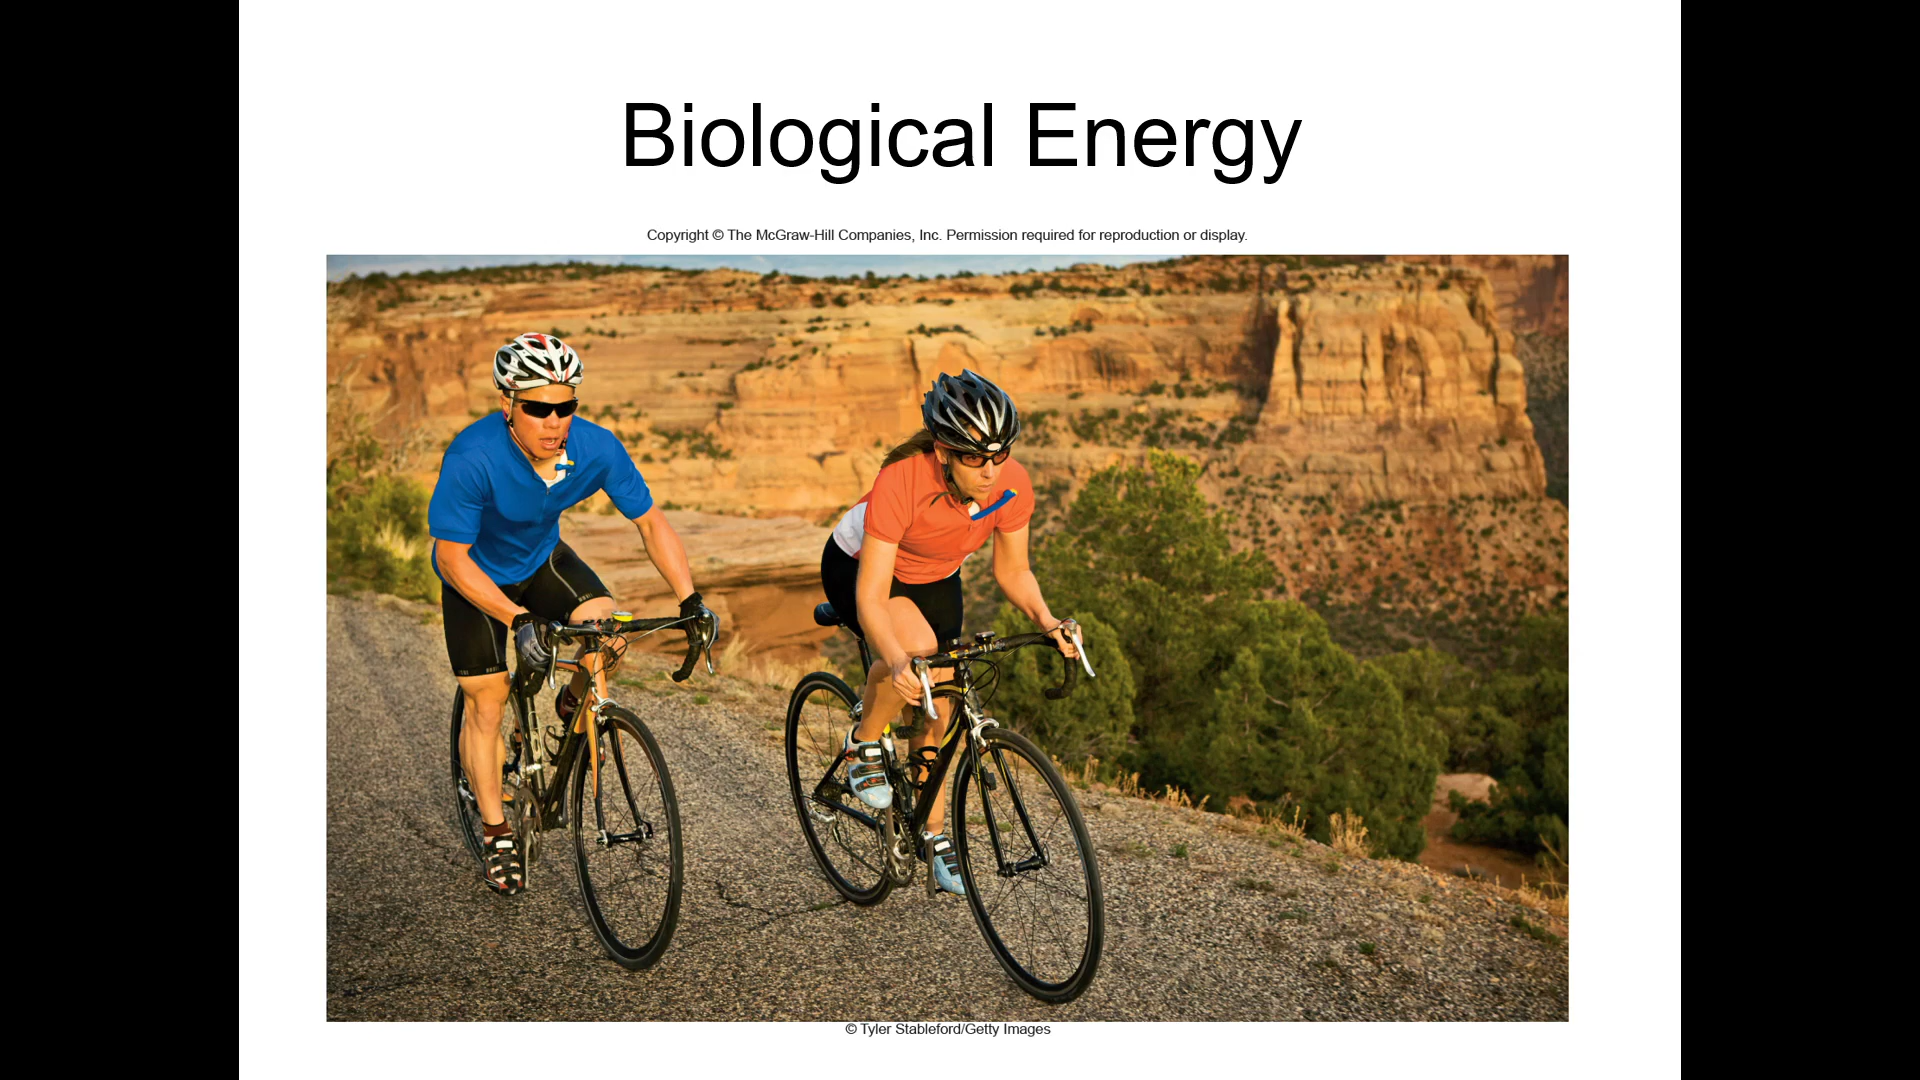 Biological Energy
Copyright © The McGraw-Hill Companies, Inc. Permission required for reproduction or display.
© Tyler Stableford/Getty Images